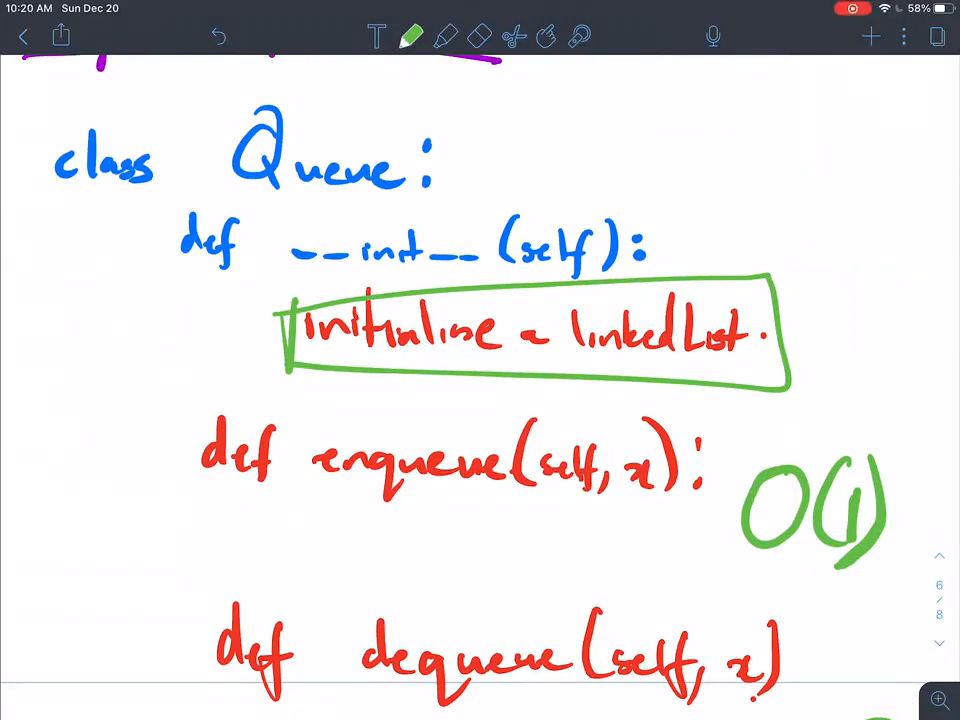 10:20 AM Sun Dec 20
58%
class Queue:
def __init__(self):
initialise a linkedList.
def enqueue(self, x):
O(1)
6
/
8
def dequeue(self, x)